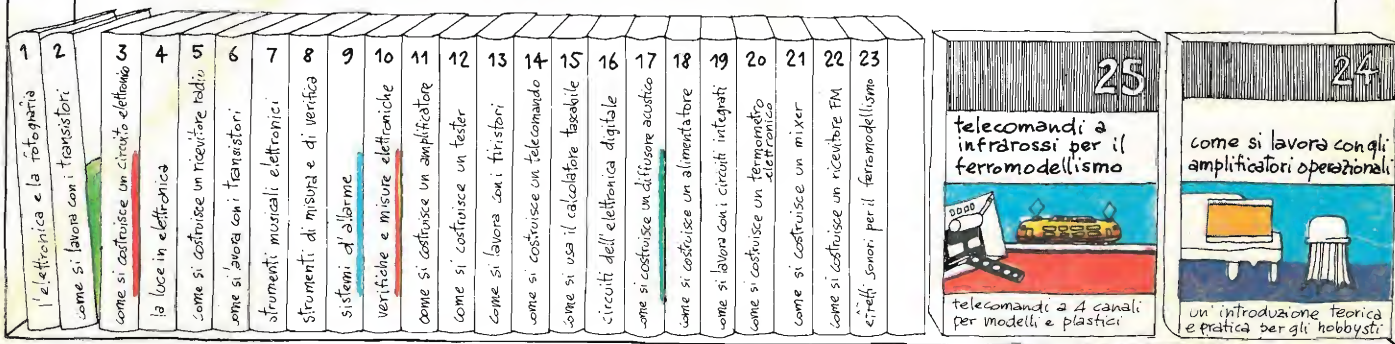 1 l'elettronica e la fotografia
2 come si lavora con i transistori
3 come si costruisce un circuito elettronico
4 la luce in elettronica
5 come si costruisce un ricevitore radio
6 come si lavora con i transistori
7 strumenti musicali elettronici
8 strumenti di misura e di verifica
9 sistemi d'allarme
10 verifiche e misure elettroniche
11 come si costruisce un amplificatore
12 come si costruisce un tester
13 come si lavora con i tiristori
14 come si costruisce un telecomando
15 come si usa il calcolatore tascabile
16 circuiti dell'elettronica digitale
17 come si costruisce un diffusore acustico
18 come si costruisce un alimentatore
19 come si lavora con i circuiti integrati
20 come si costruisce un termometro
elettronico
21 come si costruisce un mixer
22 come si costruisce un ricevitore FM
23 effetti sonori per il ferromodellismo
25
telecomandi a
infrarossi per il
ferromodellismo
telecomandi a 4 canali
per modelli e plastici
24
come si lavora con gli
amplificatori operazionali
un'introduzione teorica
e pratica per gli hobbysti